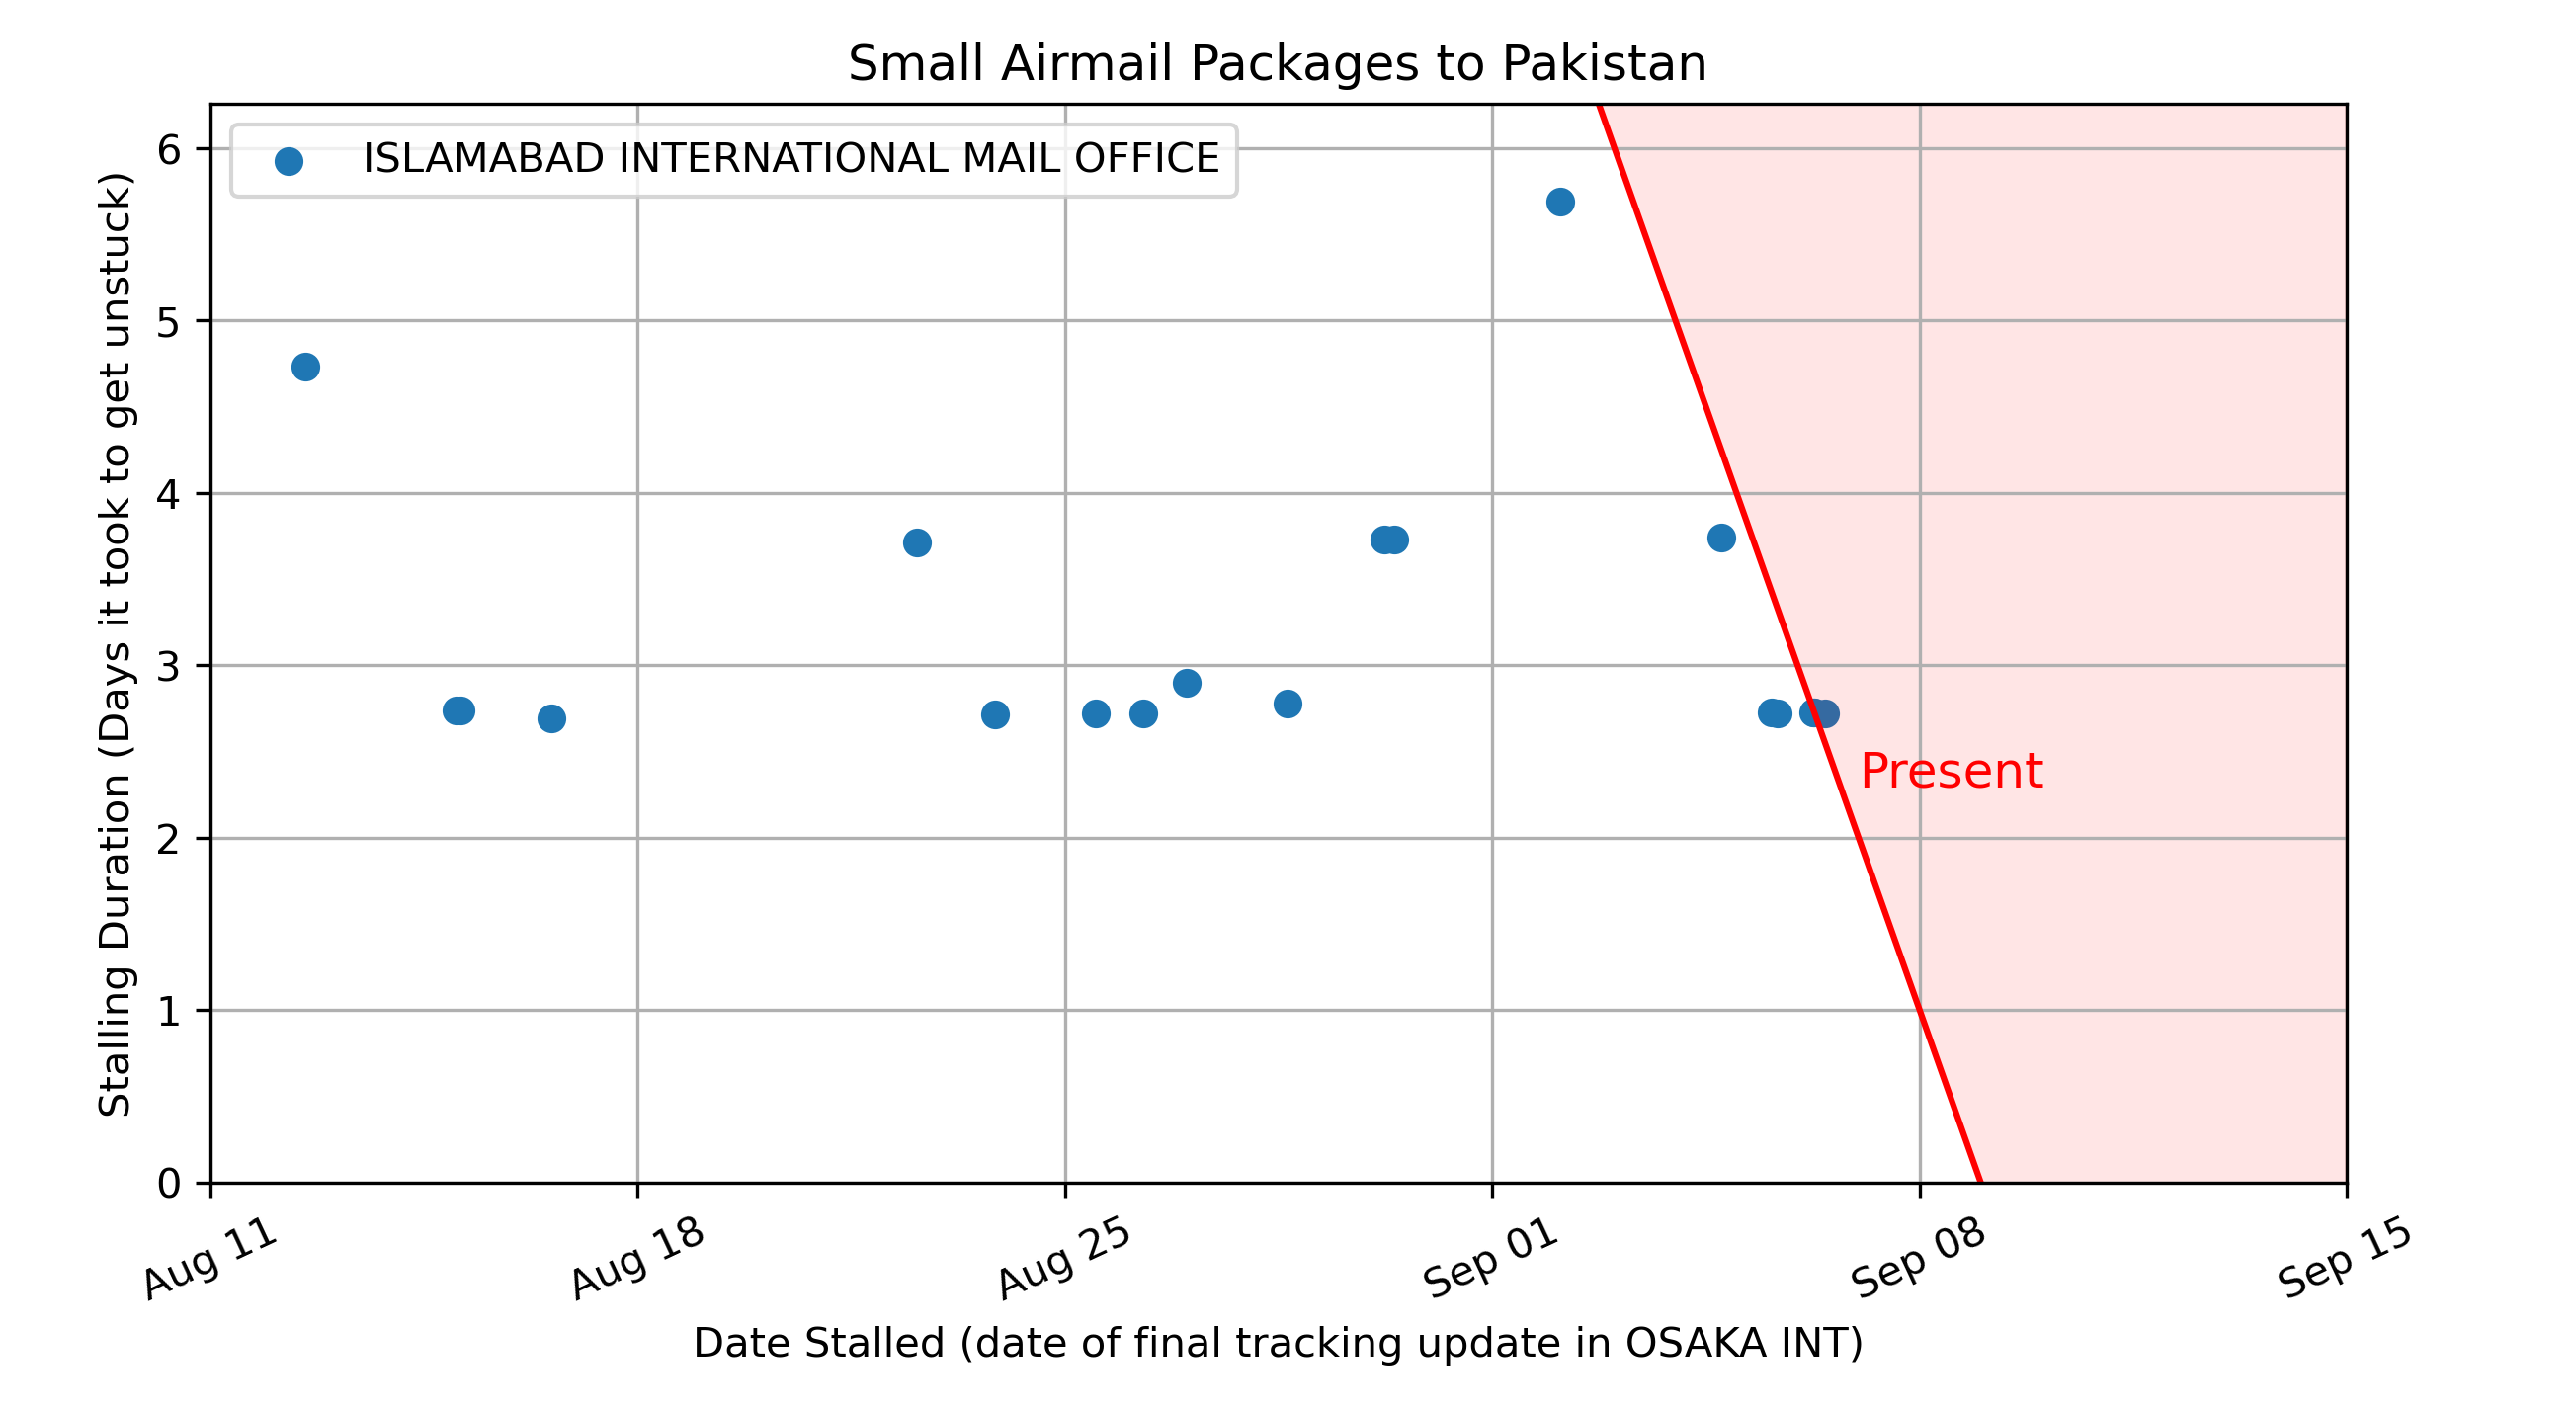 Small Airmail Packages to Pakistan
ISLAMABAD INTERNATIONAL MAIL OFFICE
Stalling Duration (Days it took to get unstuck)
6
5
4
3
2
1
0
Present
Aug 11
Aug 18
Aug 25
Sep 01
Sep 08
Sep 15
Date Stalled (date of final tracking update in OSAKA INT)